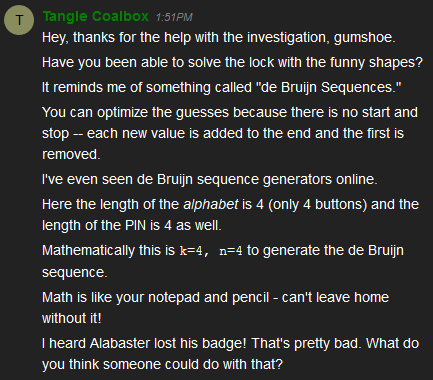 T
Tangle Coalbox 1:51PM
Hey, thanks for the help with the investigation, gumshoe.
Have you been able to solve the lock with the funny shapes?
It reminds me of something called "de Bruijn Sequences."
You can optimize the guesses because there is no start and
stop -- each new value is added to the end and the first is
removed.
I've even seen de Bruijn sequence generators online.
Here the length of the alphabet is 4 (only 4 buttons) and the
length of the PIN is 4 as well.
Mathematically this is k=4, n=4 to generate the de Bruijn
sequence.
Math is like your notepad and pencil - can't leave home
without it!
I heard Alabaster lost his badge! That's pretty bad. What do
you think someone could do with that?